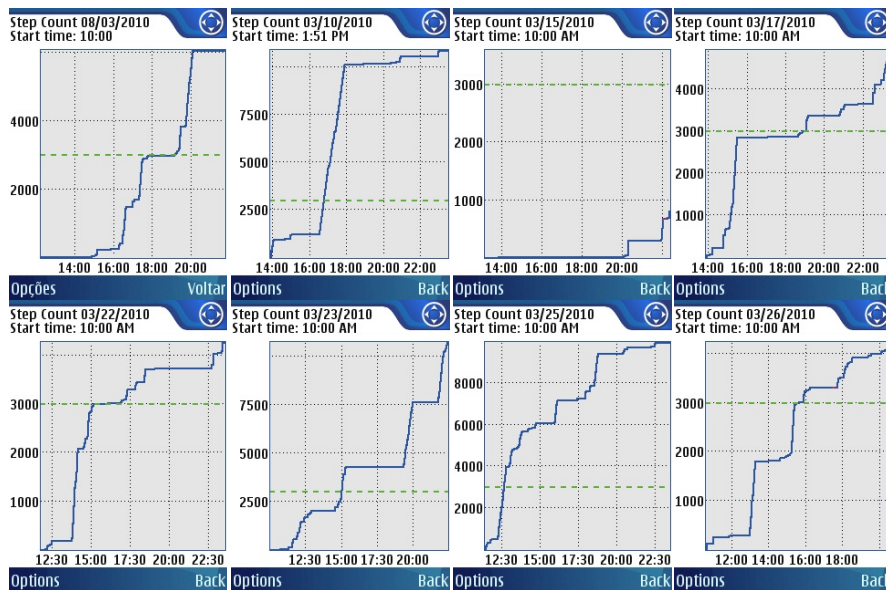 Step Count 08/03/2010
Start time: 10:00
4000
2000
14:00 16:00 18:00 20:00
Opções Voltar
Step Count 03/10/2010
Start time: 1:51 PM
7500
5000
2500
14:00 16:00 18:00 20:00 22:00
Options Back
Step Count 03/15/2010
Start time: 10:00 AM
3000
2000
1000
14:00 16:00 18:00 20:00
Options Back
Step Count 03/17/2010
Start time: 10:00 AM
4000
3000
2000
1000
14:00 16:00 18:00 20:00 22:00
Options Back
Step Count 03/22/2010
Start time: 10:00 AM
3000
2000
1000
12:30 15:00 17:30 20:00 22:30
Options Back
Step Count 03/23/2010
Start time: 10:00 AM
7500
5000
2500
12:30 15:00 17:30 20:00
Options Back
Step Count 03/25/2010
Start time: 10:00 AM
8000
6000
4000
2000
12:30 15:00 17:30 20:00 22:30
Options Back
Step Count 03/26/2010
Start time: 10:00 AM
3000
2000
1000
12:00 14:00 16:00 18:00
Options Back